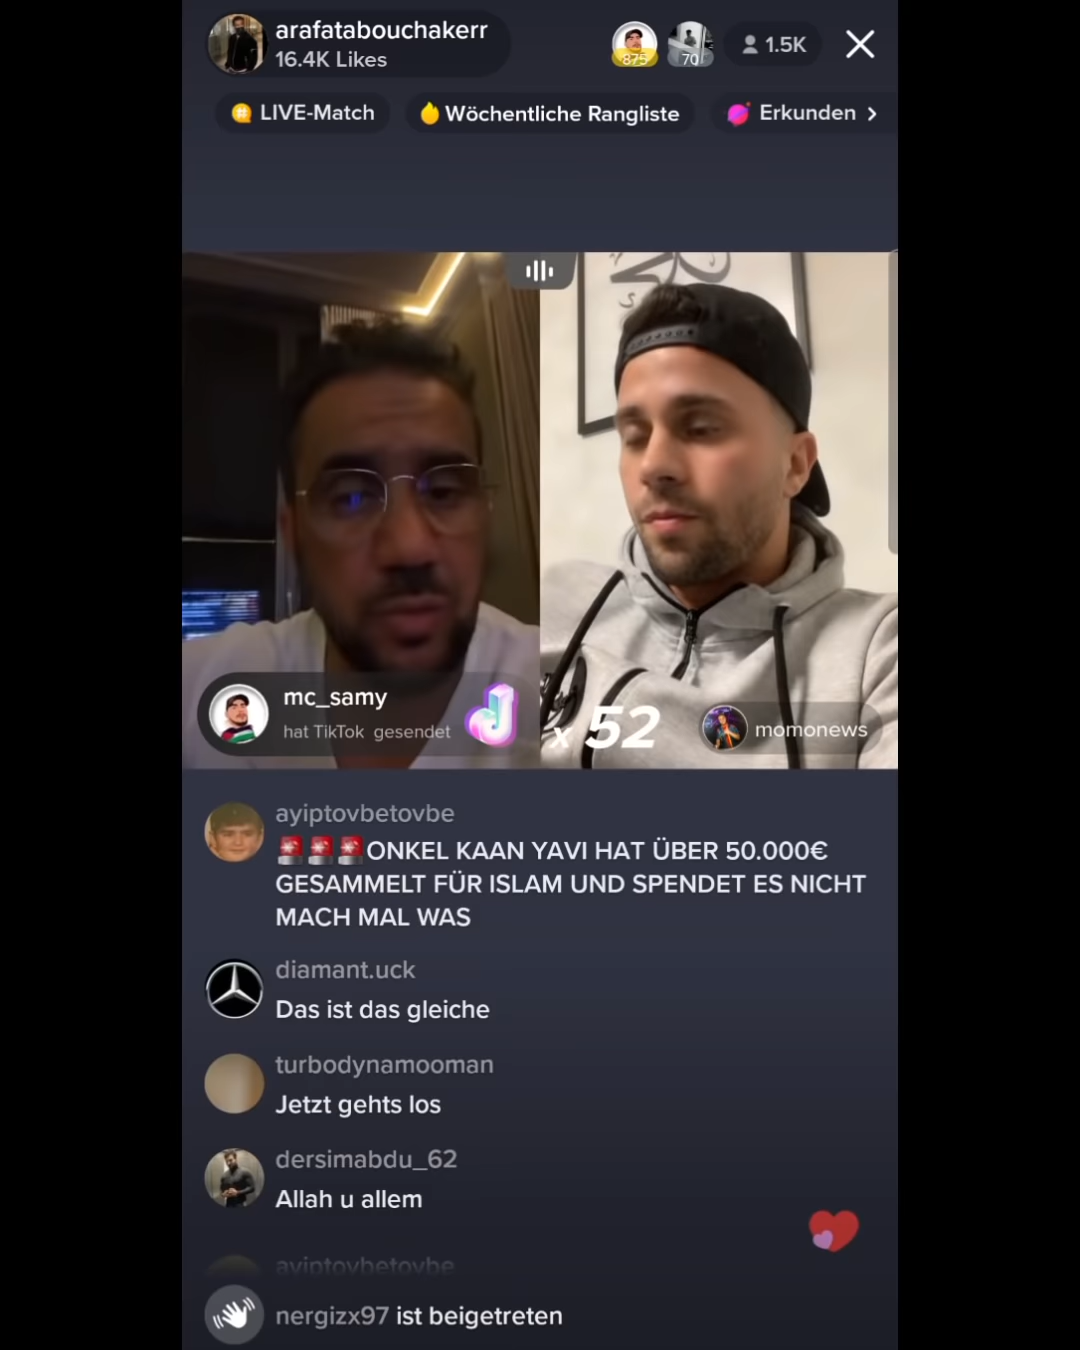 arafatabouchakerr
16.4K Likes
875
70
1.5K
LIVE-Match
Wöchentliche Rangliste
Erkunden
mc_samy
hat TikTok gesendet
x 52
momonews
ayiptovbetovbe
🚨🚨🚨ONKEL KAAN YAVI HAT ÜBER 50.000€
GESAMMELT FÜR ISLAM UND SPENDET ES NICHT
MACH MAL WAS
diamant.uck
Das ist das gleiche
turbodynamooman
Jetzt gehts los
dersimabdu_62
Allah u allem
ayiptovbetovbe
nergizx97 ist beigetreten